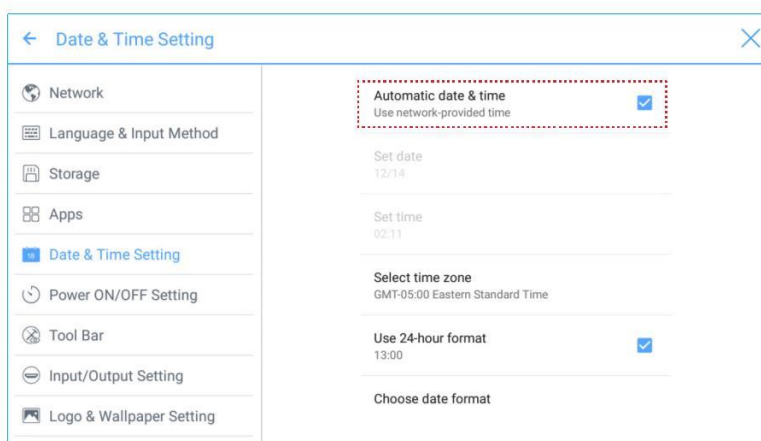 Date & Time Setting
Network
Language & Input Method
Storage
Apps
Date & Time Setting
Power ON/OFF Setting
Tool Bar
Input/Output Setting
Logo & Wallpaper Setting
Automatic date & time
Use network-provided time
Set date
12/14
Set time
02:11
Select time zone
GMT-05:00 Eastern Standard Time
Use 24-hour format
13:00
Choose date format